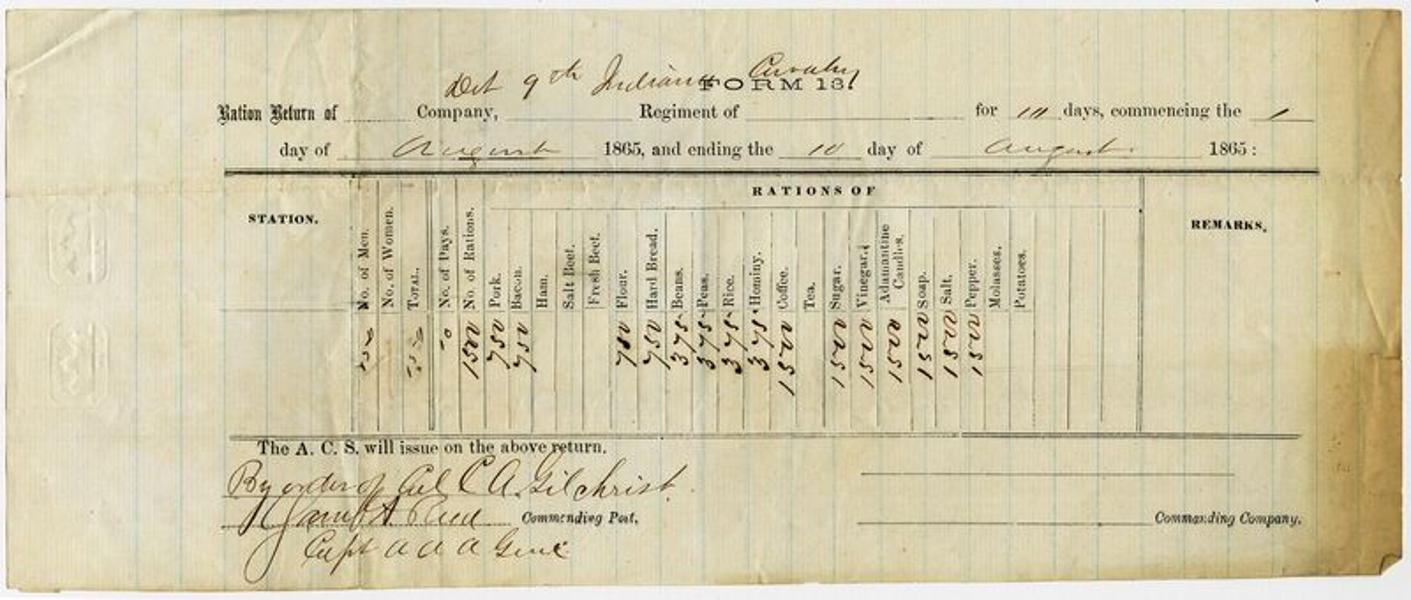 Det 9th Indiana Cavalry
FORM 13.
Ration Return of Company, Regiment of for 10 days, commencing the 1
day of August 1865, and ending the 10 day of August 1865:
RATIONS OF
STATION. No. of Men. No. of Women. TOTAL. No. of Days. No. of Rations. Pork. Bacon. Ham. Salt Beef. Fresh Beef. Flour. Hard Bread. Beans. Peas. Rice. Hominy. Coffee. Tea. Sugar. Vinegar. Adamantine Candles. Soap. Salt. Pepper. Molasses. Potatoes. REMARKS.
150 150 10 1500 750 750 750 750 375 375 375 375 1500 1500 1500 1500 1500 1500 1500
The A. C. S. will issue on the above return.
By order of Col C A Gilchrist.
Commending Post. Commanding Company.
Capt A A A Genl